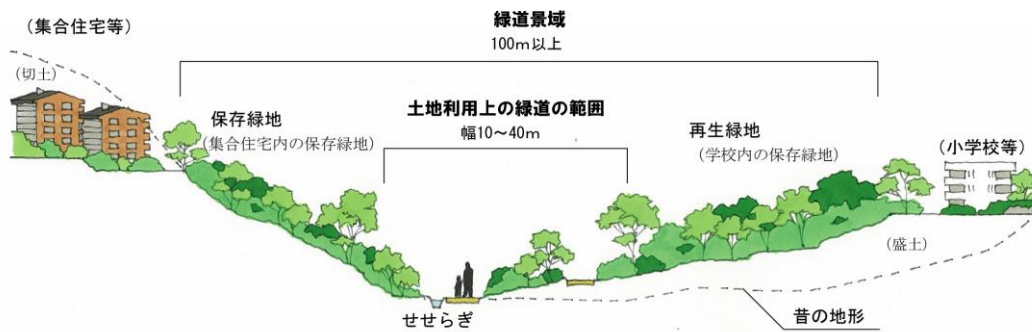 (集合住宅等)
緑道景域
100m以上
(切土)
土地利用上の緑道の範囲
幅10~40m
保存緑地
(集合住宅内の保存緑地)
再生緑地
(学校内の保存緑地)
(小学校等)
(盛土)
せせらぎ
昔の地形